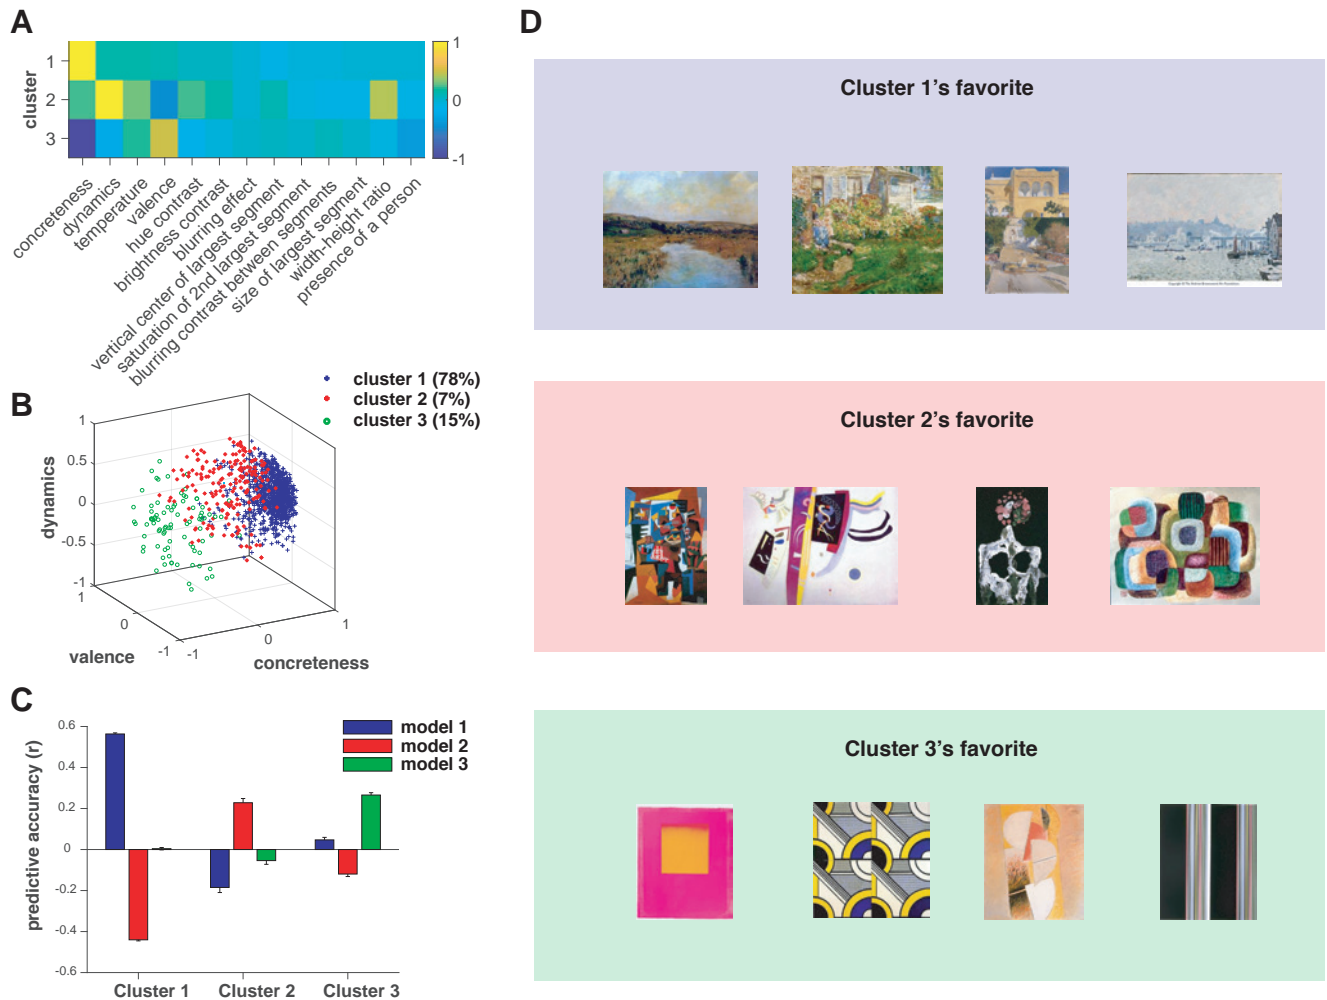 A
cluster
1
2
3
1
0
-1
concreteness
dynamics
temperature
valence
hue contrast
brightness contrast
blurring effect
vertical center of largest segment
saturation of 2nd largest segment
blurring contrast between segments
size of largest segment
width-height ratio
presence of a person
B
cluster 1 (78%)
cluster 2 (7%)
cluster 3 (15%)
dynamics
1
0.5
0
-0.5
-1
1
0
-1
valence
-1
0
1
concreteness
C
model 1
model 2
model 3
predictive accuracy (r)
0.6
0.4
0.2
0
-0.2
-0.4
-0.6
Cluster 1
Cluster 2
Cluster 3
D
Cluster 1's favorite
Cluster 2's favorite
Cluster 3's favorite